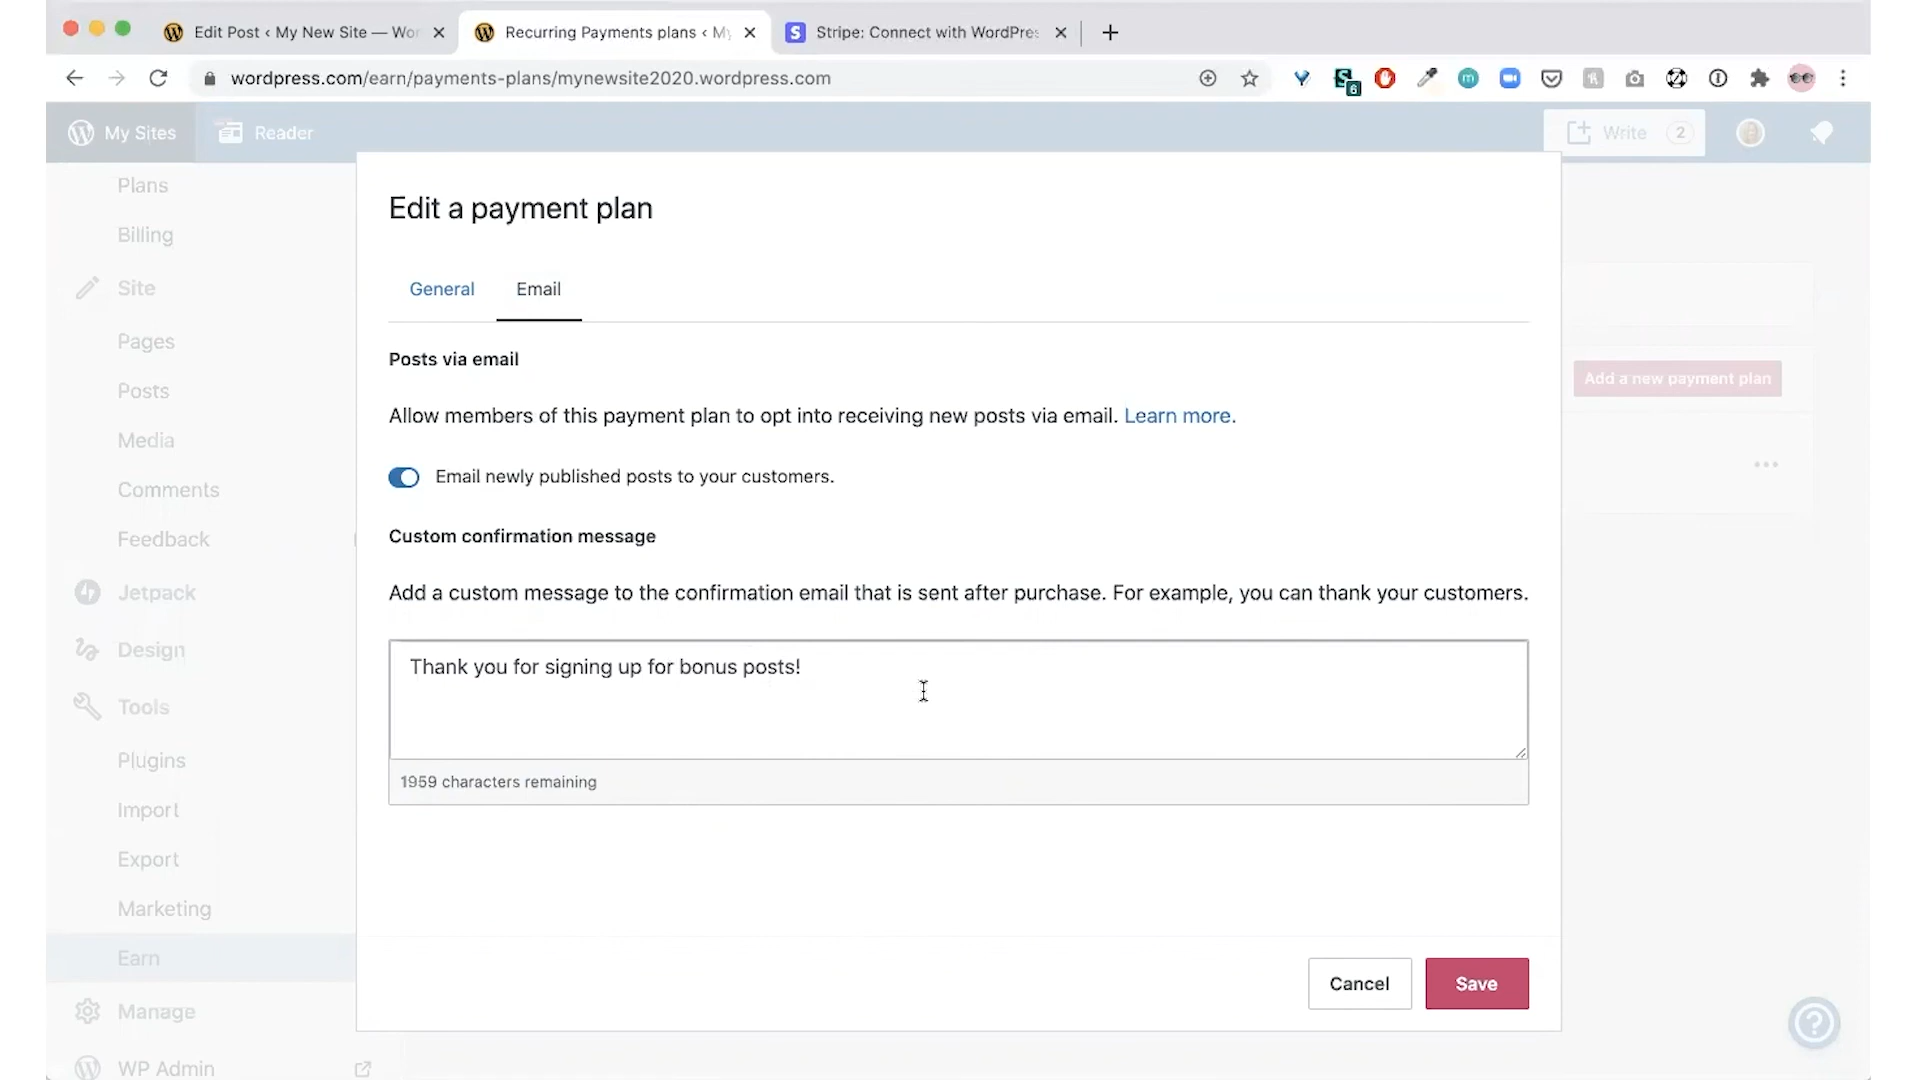 Edit Post ‹ My New Site — Wor
Recurring Payments plans ‹ My
Stripe: Connect with WordPres
wordpress.com/earn/payments-plans/mynewsite2020.wordpress.com
6
My Sites
Reader
Write 2
Plans
Billing
Site
Pages
Posts
Media
Comments
Feedback
Jetpack
Design
Tools
Plugins
Import
Export
Marketing
Earn
Manage
WP Admin
Edit a payment plan
General
Email
Posts via email
Allow members of this payment plan to opt into receiving new posts via email. Learn more.
Email newly published posts to your customers.
Custom confirmation message
Add a custom message to the confirmation email that is sent after purchase. For example, you can thank your customers.
Thank you for signing up for bonus posts!
1959 characters remaining
Cancel
Save
Add a new payment plan